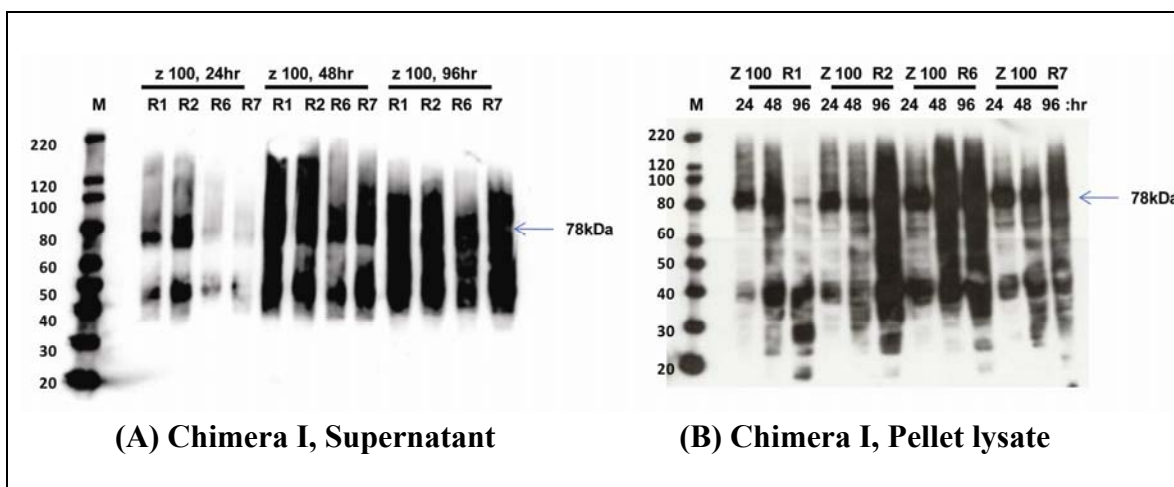 z 100, 24hr z 100, 48hr z 100, 96hr
M R1 R2 R6 R7 R1 R2 R6 R7 R1 R2 R6 R7
220
120
100
80
60
50
40
30
20
78kDa
(A) Chimera I, Supernatant
Z 100 R1 Z 100 R2 Z 100 R6 Z 100 R7
M 24 48 96 24 48 96 24 48 96 24 48 96 :hr
220
120
100
80
60
50
40
30
20
78kDa
(B) Chimera I, Pellet lysate